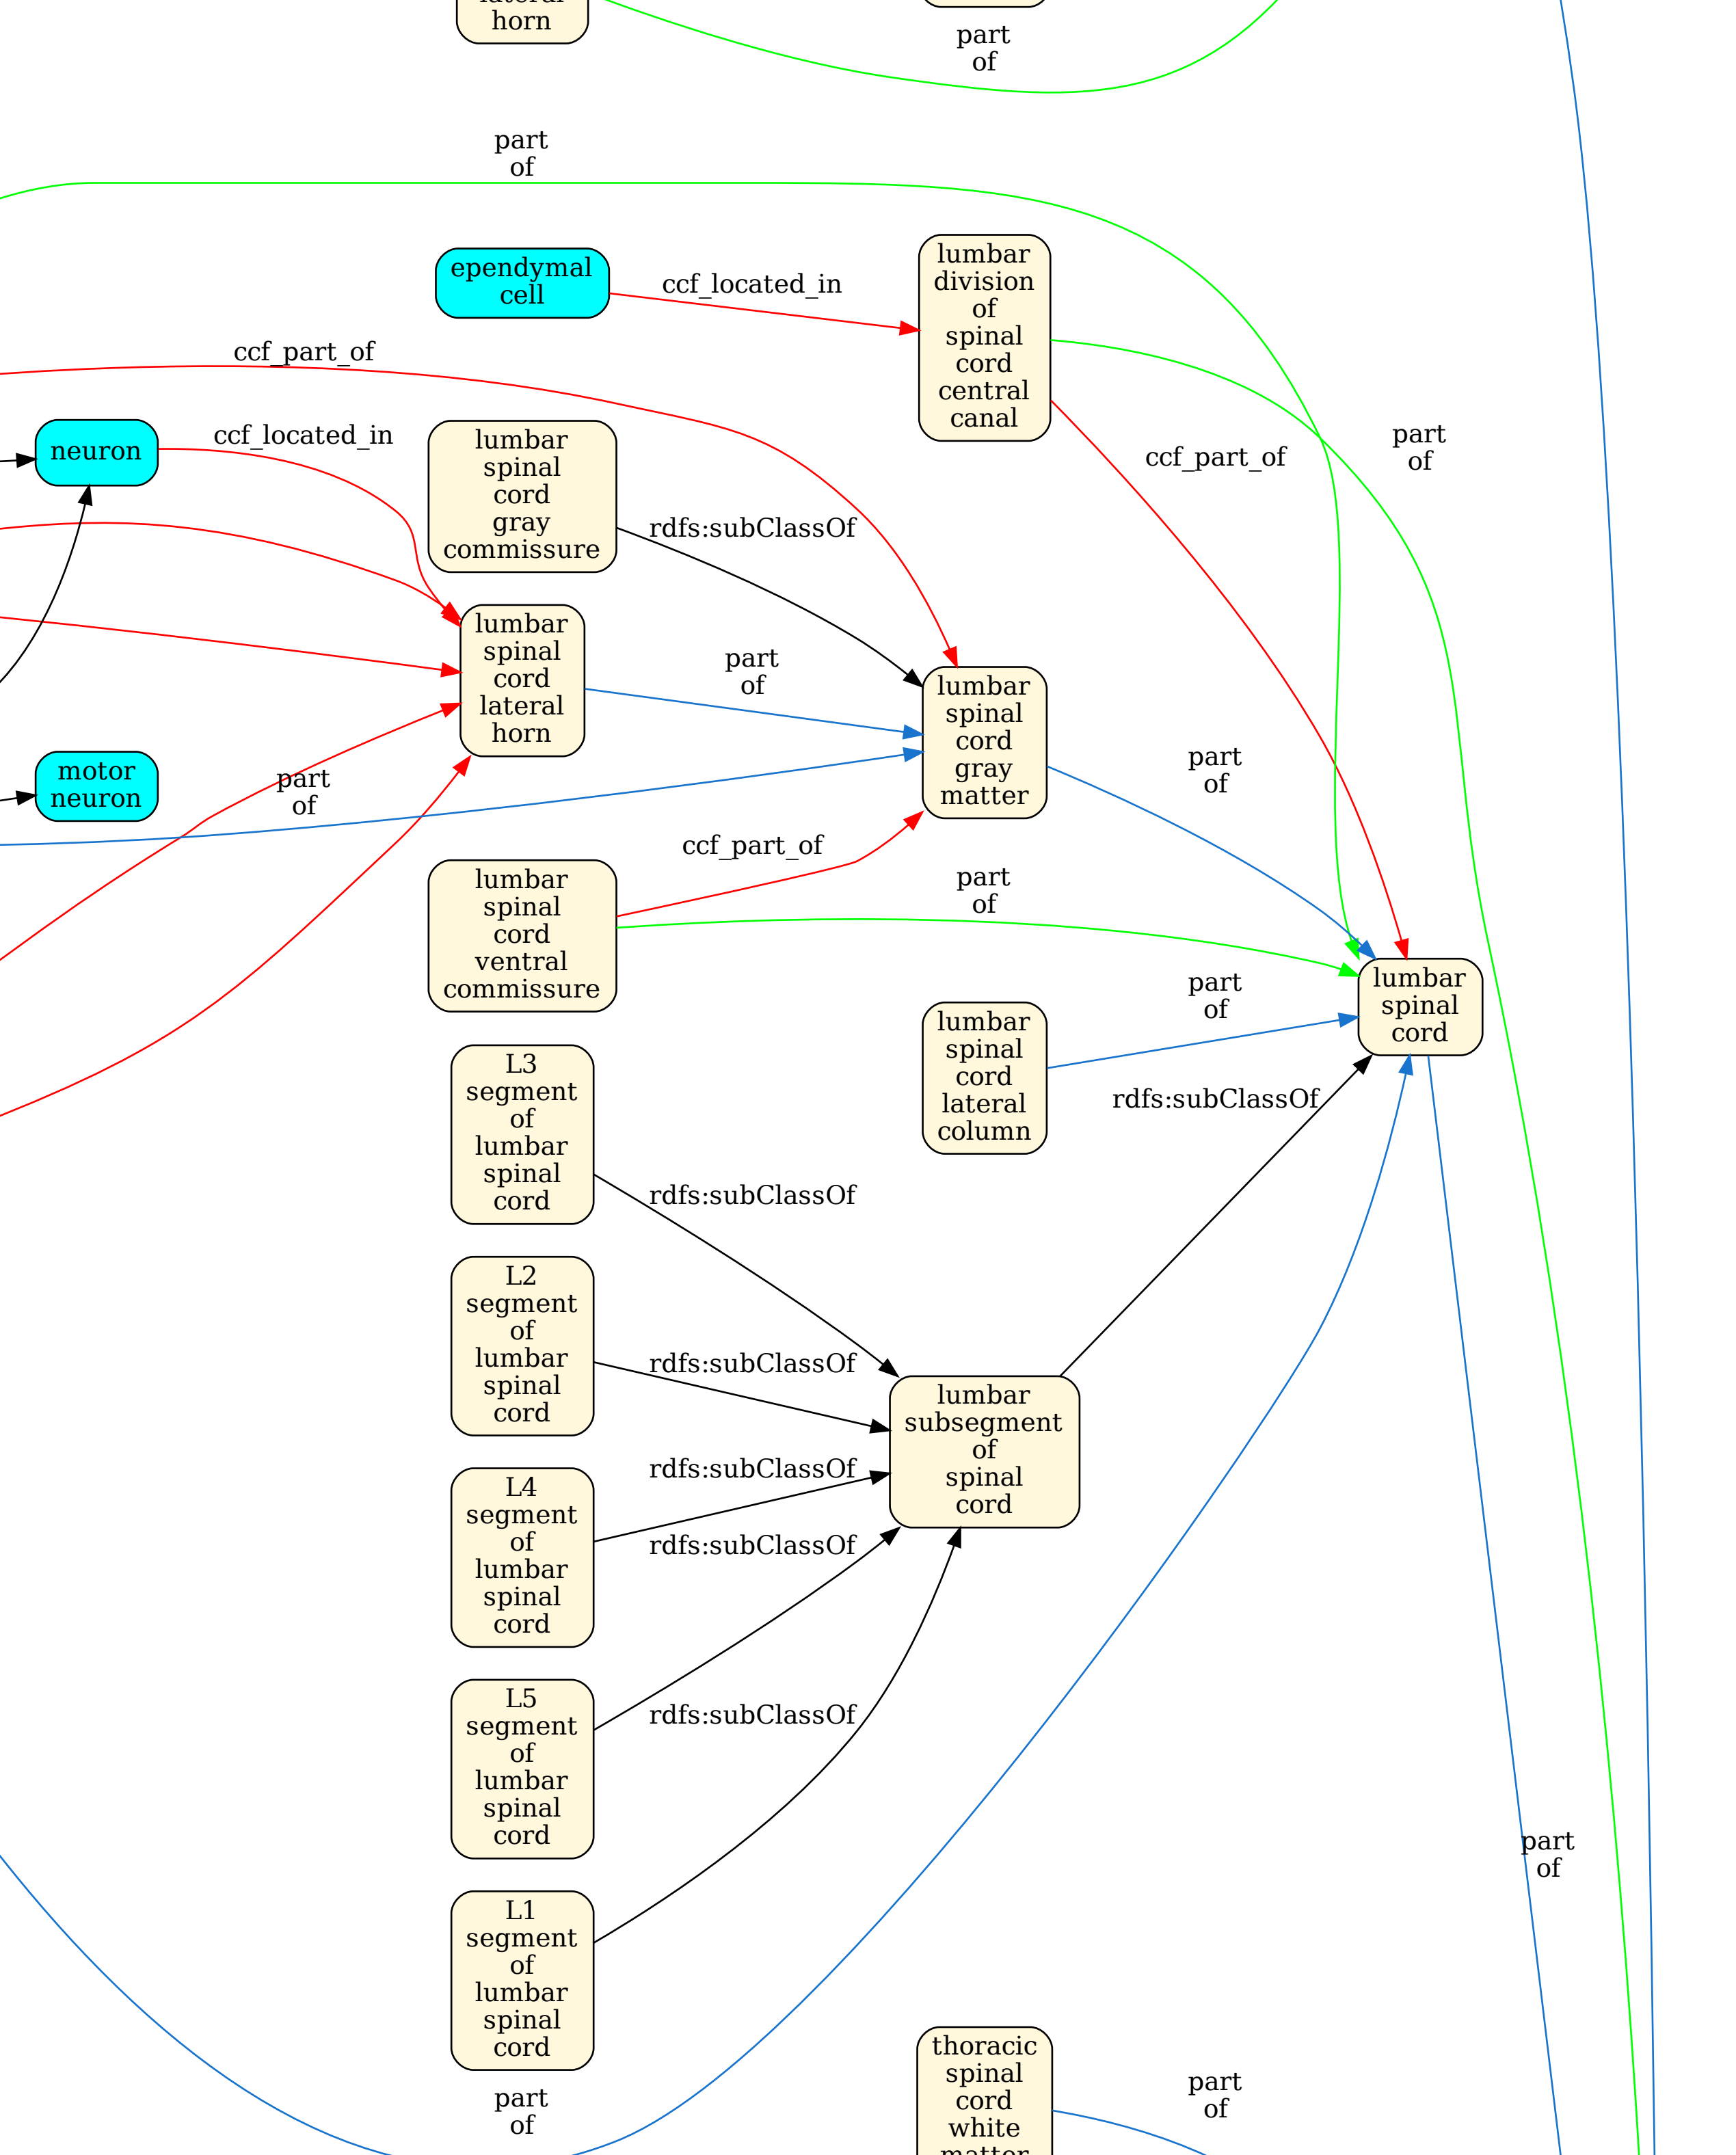 horn
part
of
part
of
ependymal
cell
ccf_located_in
lumbar
division
of
spinal
cord
central
canal
ccf_part_of
neuron
ccf_located_in
lumbar
spinal
cord
gray
commissure
rdfs:subClassOf
ccf_part_of
part
of
lumbar
spinal
cord
lateral
horn
part
of
lumbar
spinal
cord
gray
matter
part
of
motor
neuron
part
of
ccf_part_of
lumbar
spinal
cord
ventral
commissure
part
of
lumbar
spinal
cord
lumbar
spinal
cord
lateral
column
part
of
rdfs:subClassOf
L3
segment
of
lumbar
spinal
cord
rdfs:subClassOf
L2
segment
of
lumbar
spinal
cord
rdfs:subClassOf
lumbar
subsegment
of
spinal
cord
L4
segment
of
lumbar
spinal
cord
rdfs:subClassOf
rdfs:subClassOf
L5
segment
of
lumbar
spinal
cord
rdfs:subClassOf
part
of
L1
segment
of
lumbar
spinal
cord
part
of
thoracic
spinal
cord
white
part
of